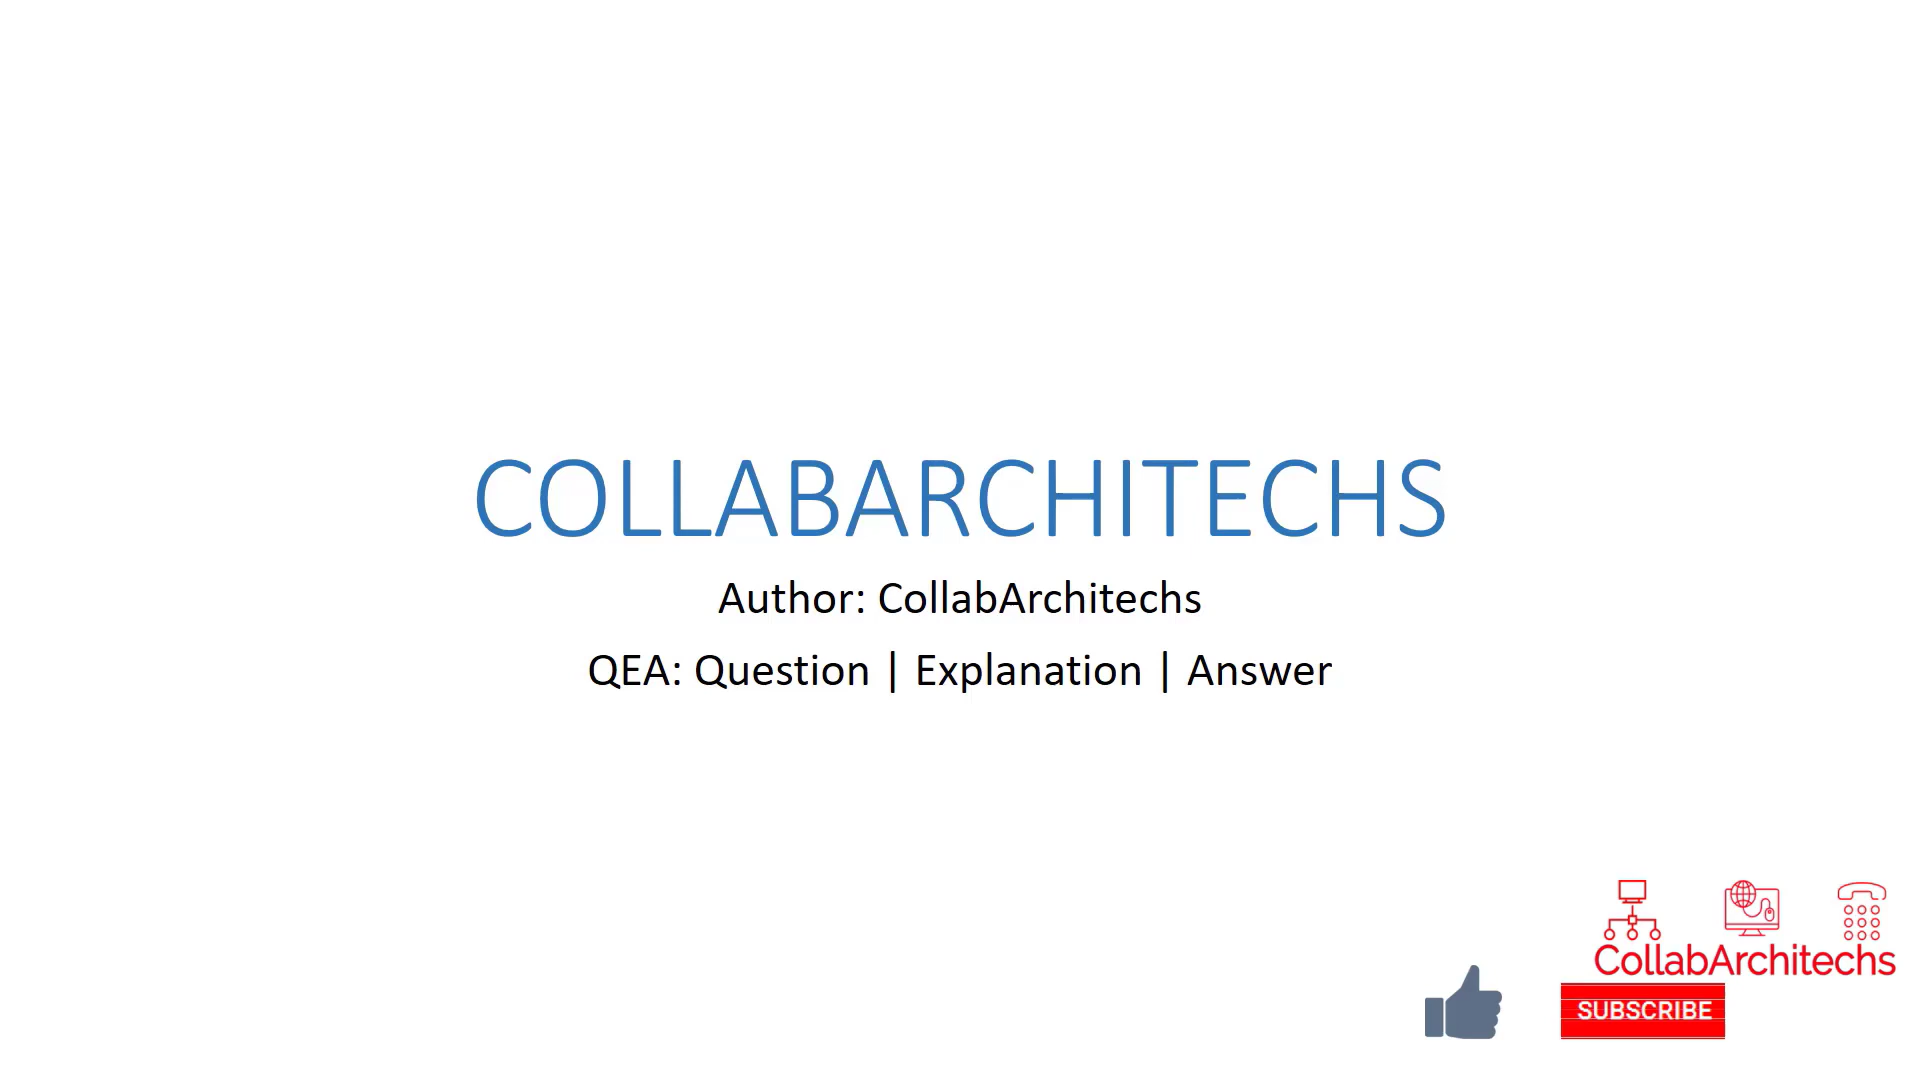 COLLABARCHITECHS
Author: CollabArchitechs
QEA: Question | Explanation | Answer
CollabArchitechs
SUBSCRIBE